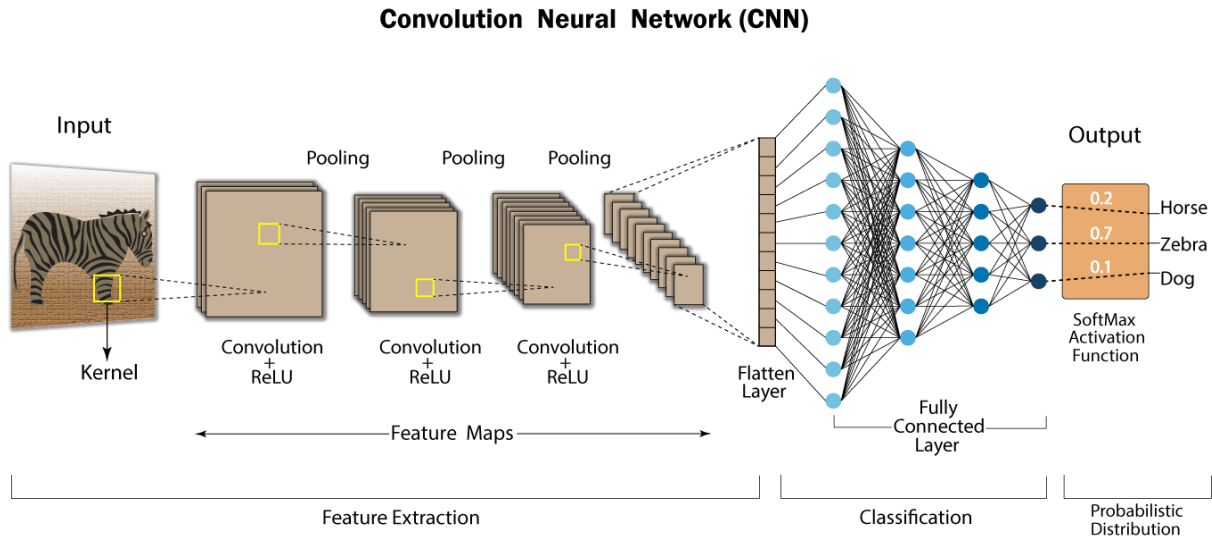 Convolution Neural Network (CNN)
Input
Output
Pooling
Pooling
Pooling
0.2
Horse
0.7
Zebra
0.1
Dog
Kernel
Convolution
+
ReLU
Convolution
+
ReLU
Convolution
+
ReLU
Flatten
Layer
SoftMax
Activation
Function
Fully
Connected
Layer
Feature Maps
Feature Extraction
Classification
Probabilistic
Distribution